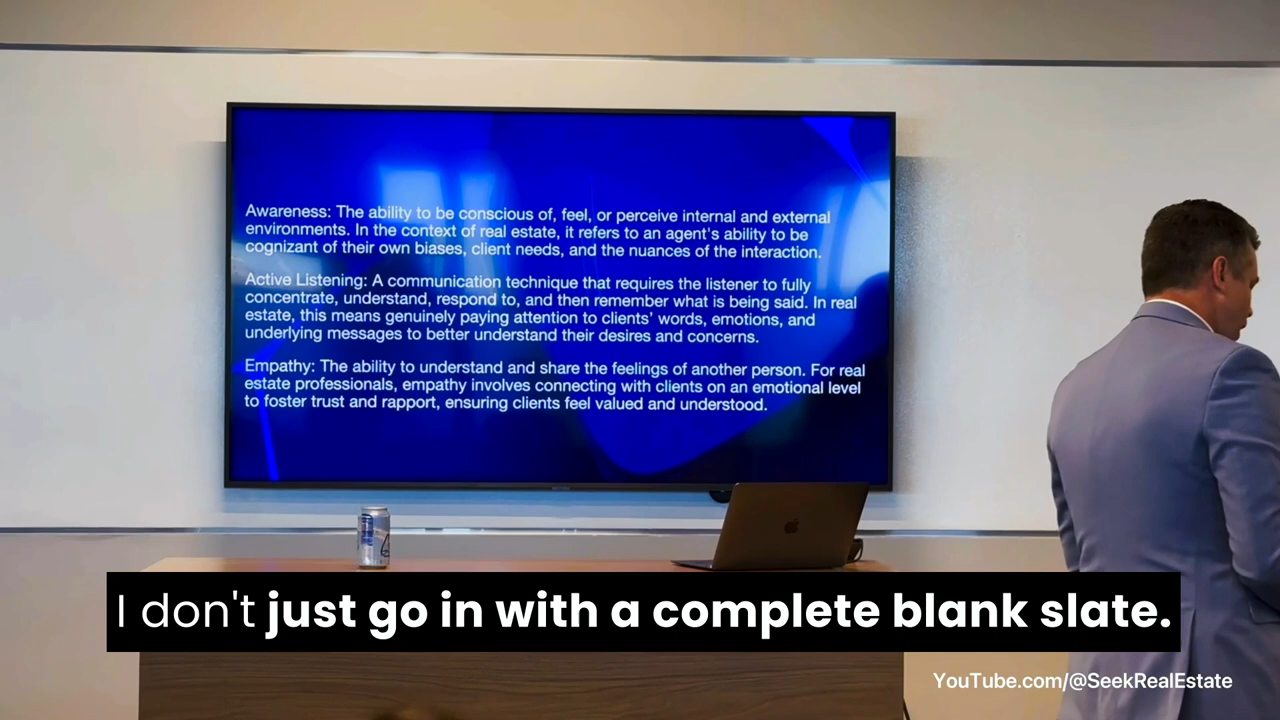 Awareness: The ability to be conscious of, feel, or perceive internal and external
environments. In the context of real estate, it refers to an agent's ability to be
cognizant of their own biases, client needs, and the nuances of the interaction.
Active Listening: A communication technique that requires the listener to fully
concentrate, understand, respond to, and then remember what is being said. In real
estate, this means genuinely paying attention to clients’ words, emotions, and
underlying messages to better understand their desires and concerns.
Empathy: The ability to understand and share the feelings of another person. For real
estate professionals, empathy involves connecting with clients on an emotional level
to foster trust and rapport, ensuring clients feel valued and understood.
I don't just go in with a complete blank slate.
YouTube.com/@SeekRealEstate